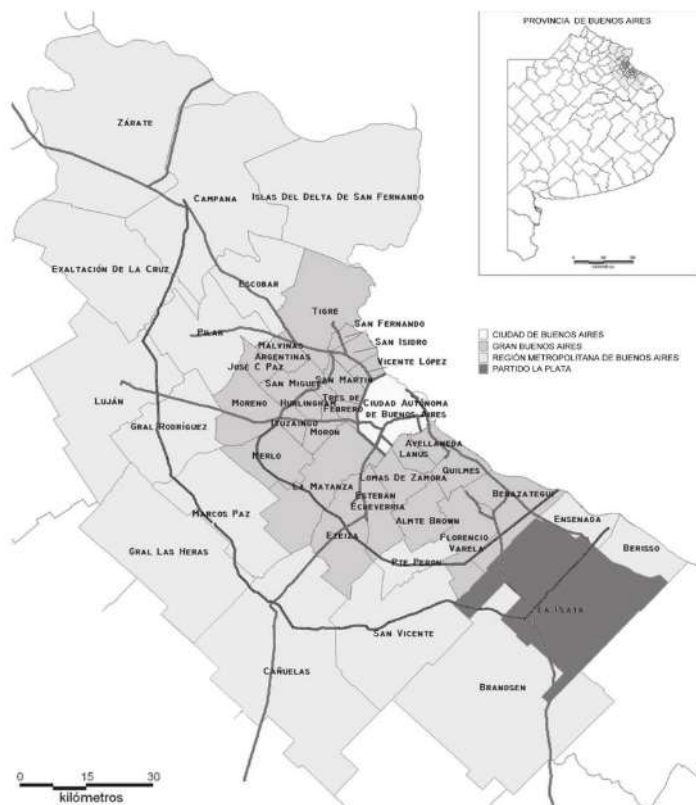 PROVINCIA DE BUENOS AIRES
ZÁRATE
CAMPANA
ISLAS DEL DELTA DE SAN FERNANDO
EXALTACIÓN DE LA CRUZ
ESCOBAR
TIGRE
SAN FERNANDO
SAN ISIDRO
VICENTE LÓPEZ
PILAR
MALVINAS
ARGENTINAS
JOSÉ C PAZ
SAN MIGUEL
SAN MARTÍN
LUJÁN
MORENO
HURLINGHAM
TRES DE
FEBRERO
CIUDAD AUTÓNOMA
DE BUENOS AIRES
GRAL RODRÍGUEZ
ITUZAINGO
MORÓN
AVELLANEDA
LANUS
MERLO
QUILMES
LA MATANZA
LOMAS DE ZAMORA
BERAZATEGUI
ESTEBAN
ECHEVERRIA
MARCOS PAZ
ALMTE BROWN
ENSENADA
EZEIZA
FLORENCIO
VARELA
BERISSO
GRAL LAS HERAS
PTE PERON
LA PLATA
SAN VICENTE
CAÑUELAS
BRANDSEN
CIUDAD DE BUENOS AIRES
GRAN BUENOS AIRES
REGIÓN METROPOLITANA DE BUENOS AIRES
PARTIDO LA PLATA
0 15 30
kilómetros